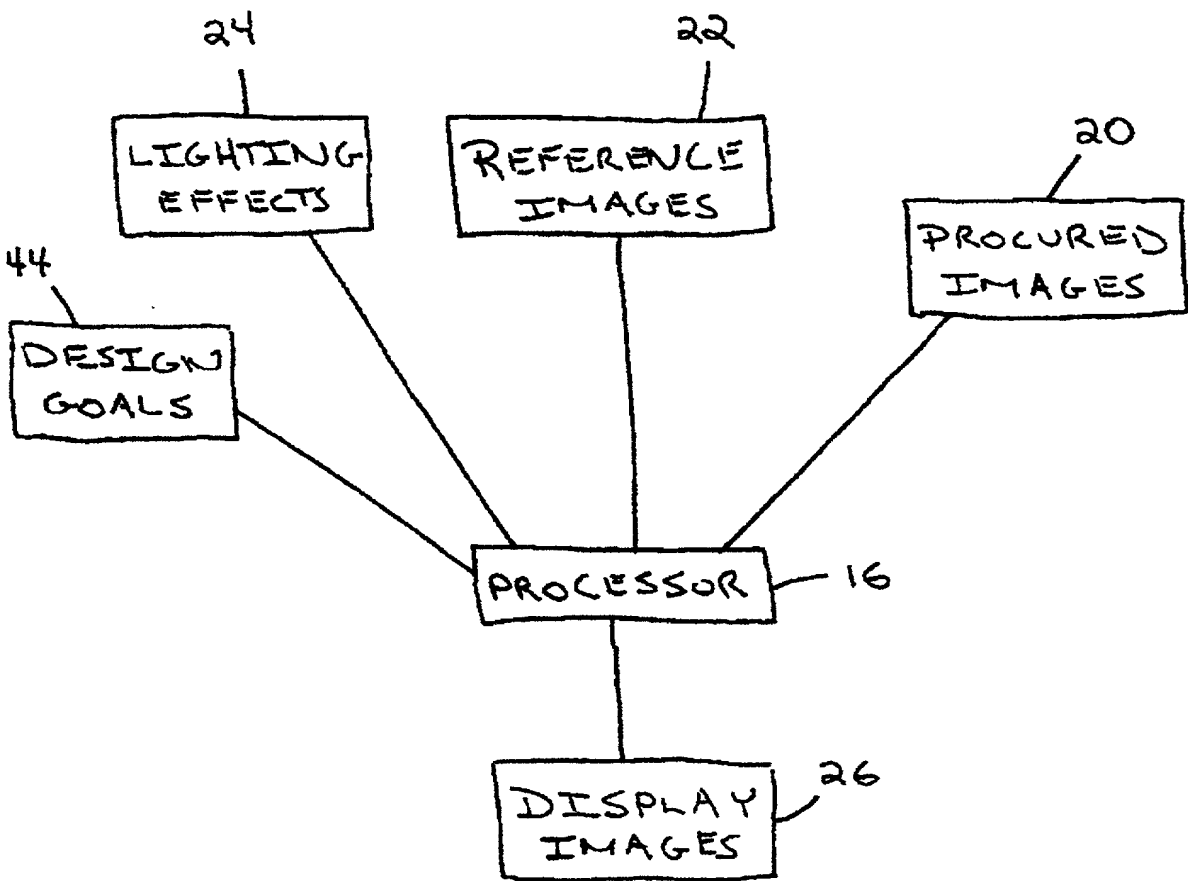 24
22
20
LIGHTING
EFFECTS
REFERENCE
IMAGES
PROCURED
IMAGES
44
DESIGN
GOALS
PROCESSOR
16
DISPLAY
IMAGES
26